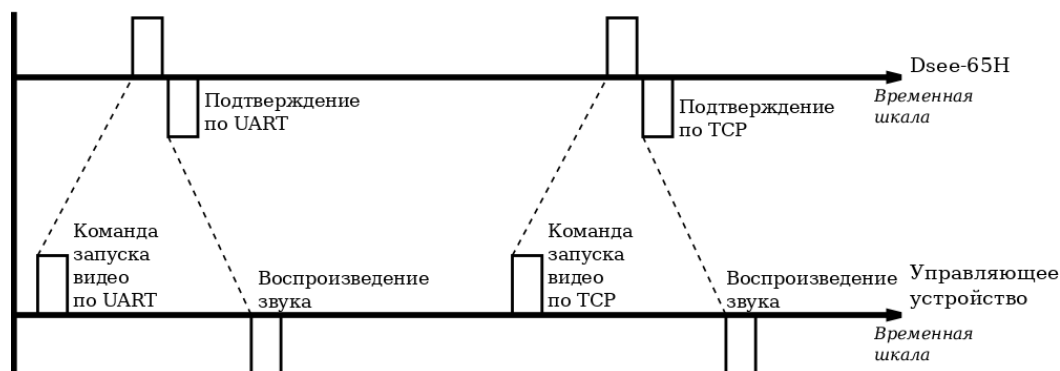 Dsee-65H
Временная
шкала
Подтверждение
по UART
Подтверждение
по TCP
Команда
запуска
видео
по UART
Воспроизведение
звука
Команда
запуска
видео
по TCP
Воспроизведение
звука
Управляющее
устройство
Временная
шкала